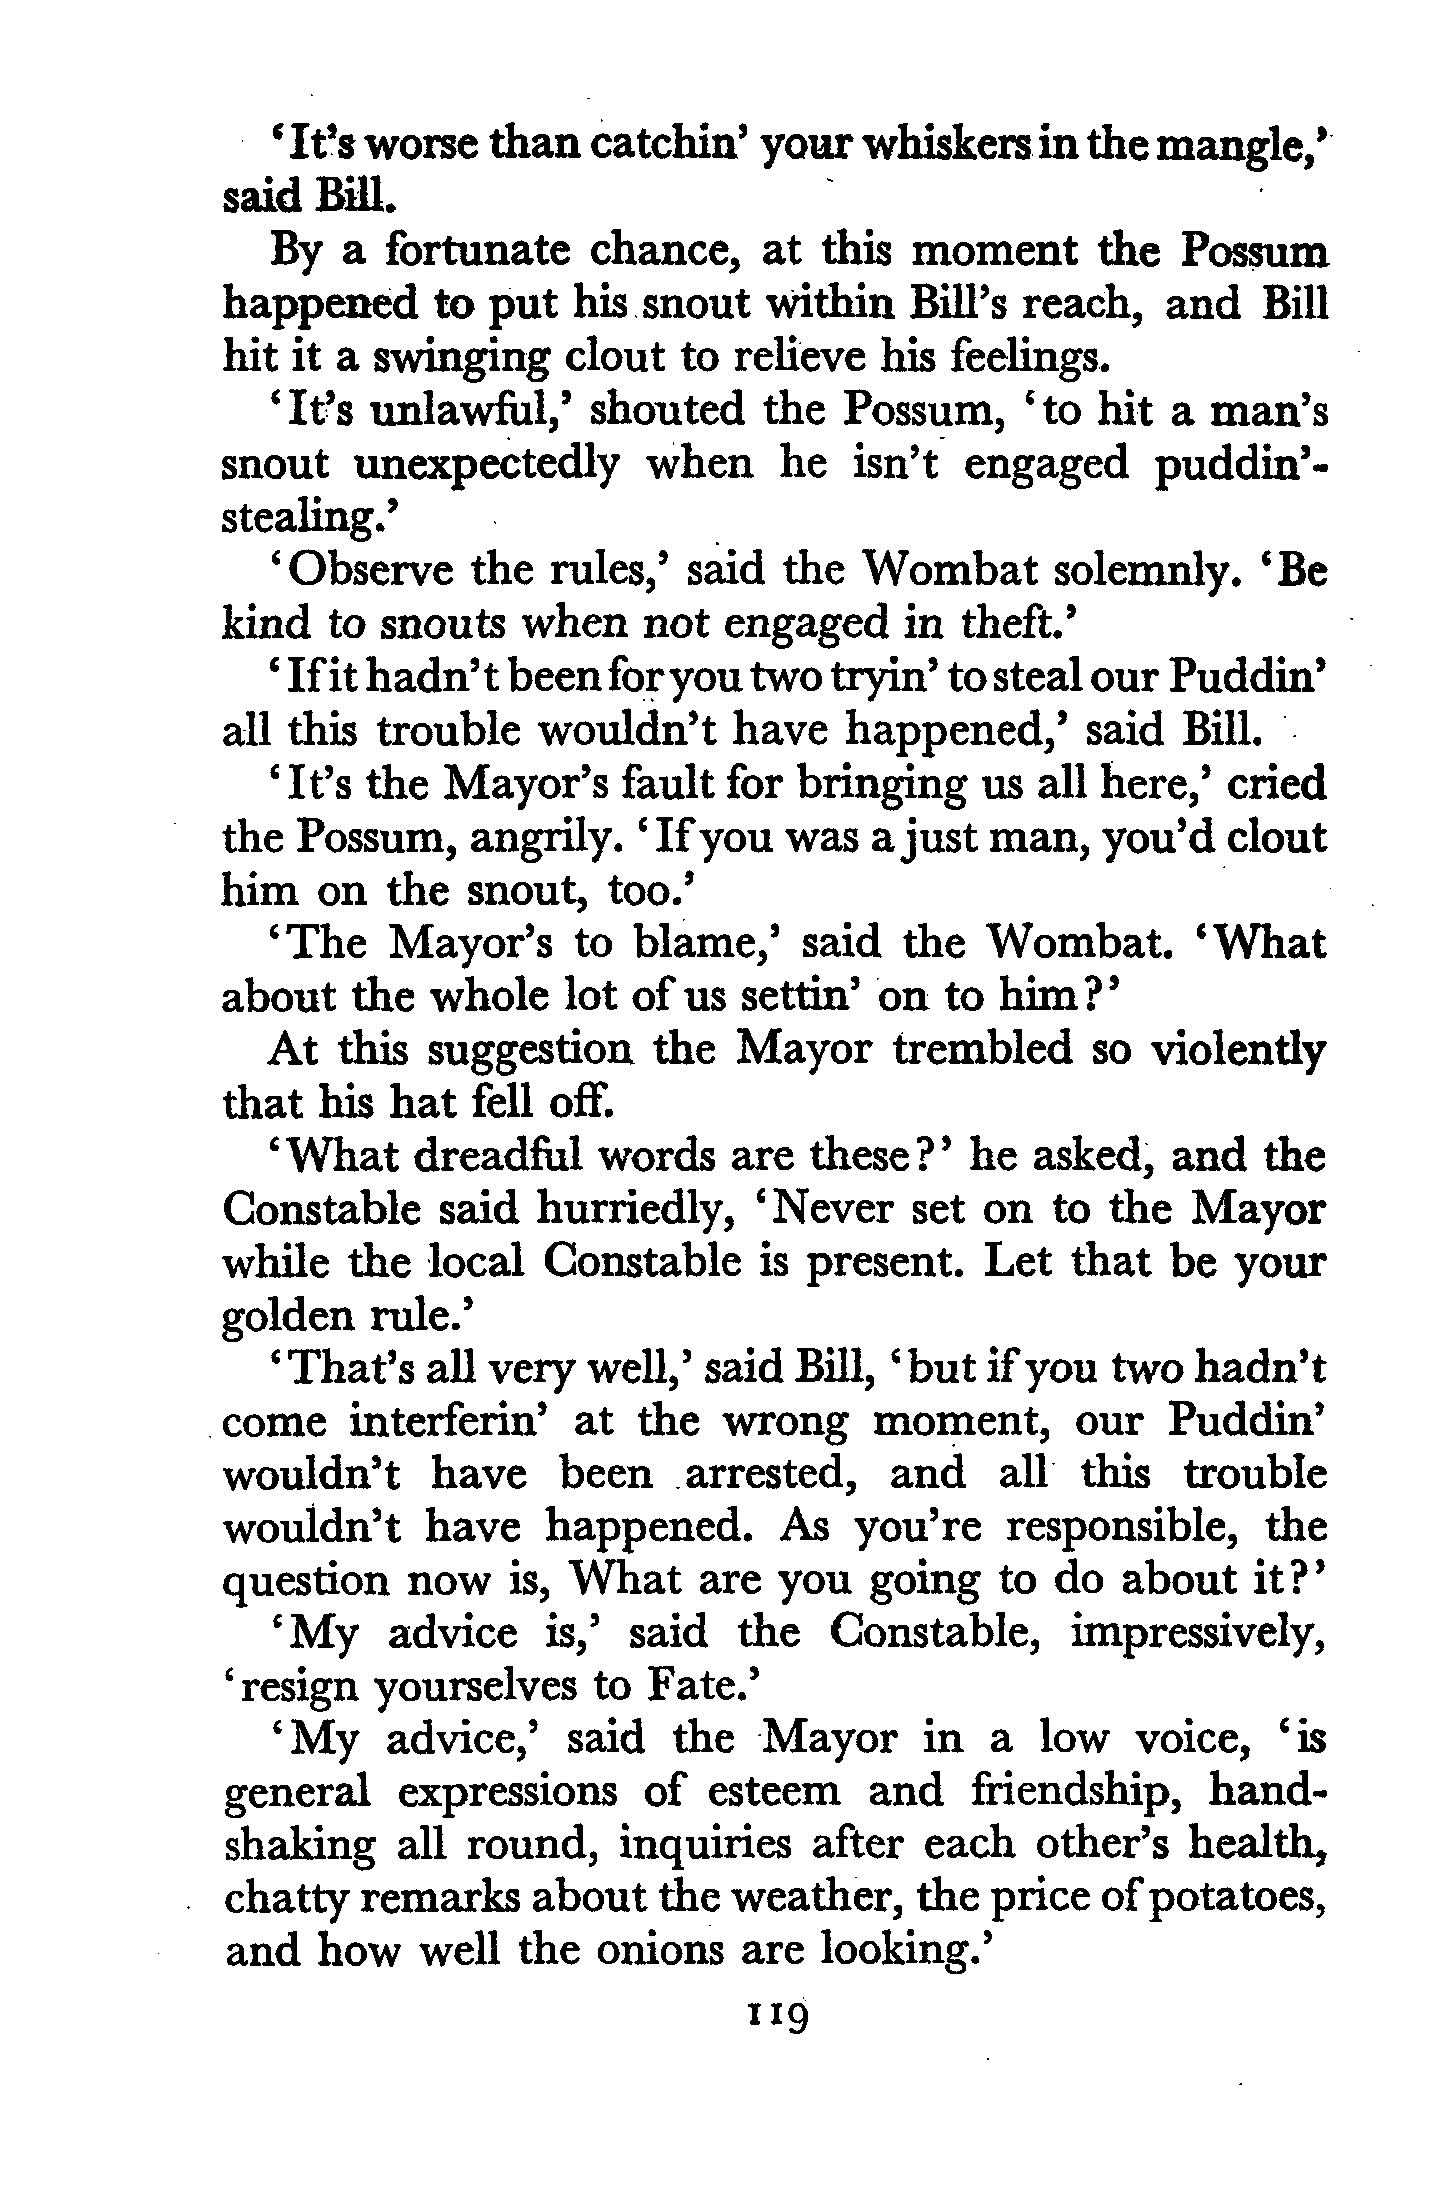 ‘It’s worse than catchin’ your whiskers in the mangle,’
said Bill.
By a fortunate chance, at this moment the Possum
happened to put his snout within Bill’s reach, and Bill
hit it a swinging clout to relieve his feelings.
‘It’s unlawful,’ shouted the Possum, ‘to hit a man’s
snout unexpectedly when he isn’t engaged puddin’-
stealing.’
‘Observe the rules,’ said the Wombat solemnly. ‘Be
kind to snouts when not engaged in theft.’
‘If it hadn’t been for you two tryin’ to steal our Puddin’
all this trouble wouldn’t have happened,’ said Bill.
‘It’s the Mayor’s fault for bringing us all here,’ cried
the Possum, angrily. ‘If you was a just man, you’d clout
him on the snout, too.’
‘The Mayor’s to blame,’ said the Wombat. ‘What
about the whole lot of us settin’ on to him?’
At this suggestion the Mayor trembled so violently
that his hat fell off.
‘What dreadful words are these?’ he asked, and the
Constable said hurriedly, ‘Never set on to the Mayor
while the local Constable is present. Let that be your
golden rule.’
‘That’s all very well,’ said Bill, ‘but if you two hadn’t
come interferin’ at the wrong moment, our Puddin’
wouldn’t have been arrested, and all this trouble
wouldn’t have happened. As you’re responsible, the
question now is, What are you going to do about it?’
‘My advice is,’ said the Constable, impressively,
‘resign yourselves to Fate.’
‘My advice,’ said the Mayor in a low voice, ‘is
general expressions of esteem and friendship, hand-
shaking all round, inquiries after each other’s health,
chatty remarks about the weather, the price of potatoes,
and how well the onions are looking.’
119